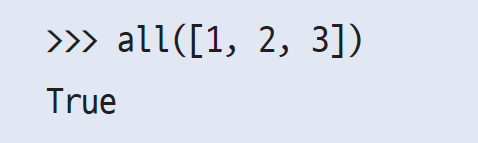 >>> all([1, 2, 3])
True